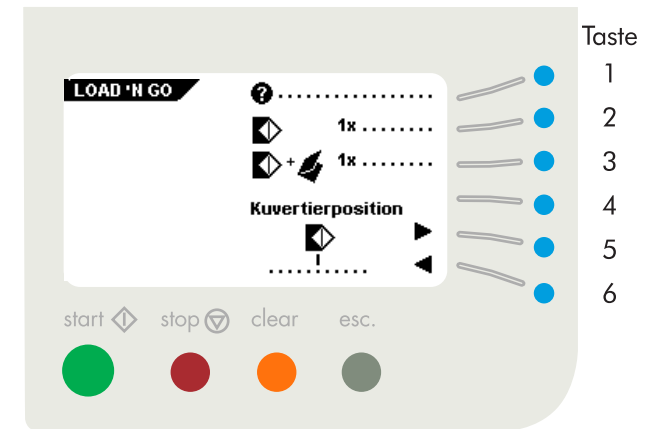 Taste
LOAD 'N GO
?.................
1x ........
+ 1x ........
Kuvertierposition
.....!.....
1
2
3
4
5
6
start stop clear esc.